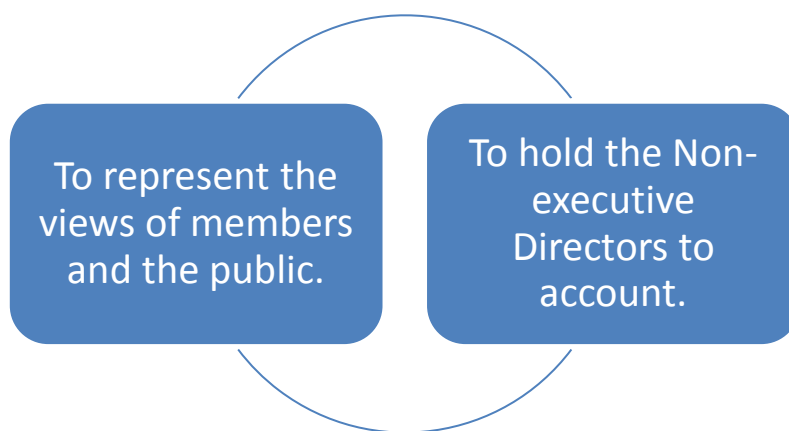 To represent the
views of members
and the public.
To hold the Non-
executive
Directors to
account.